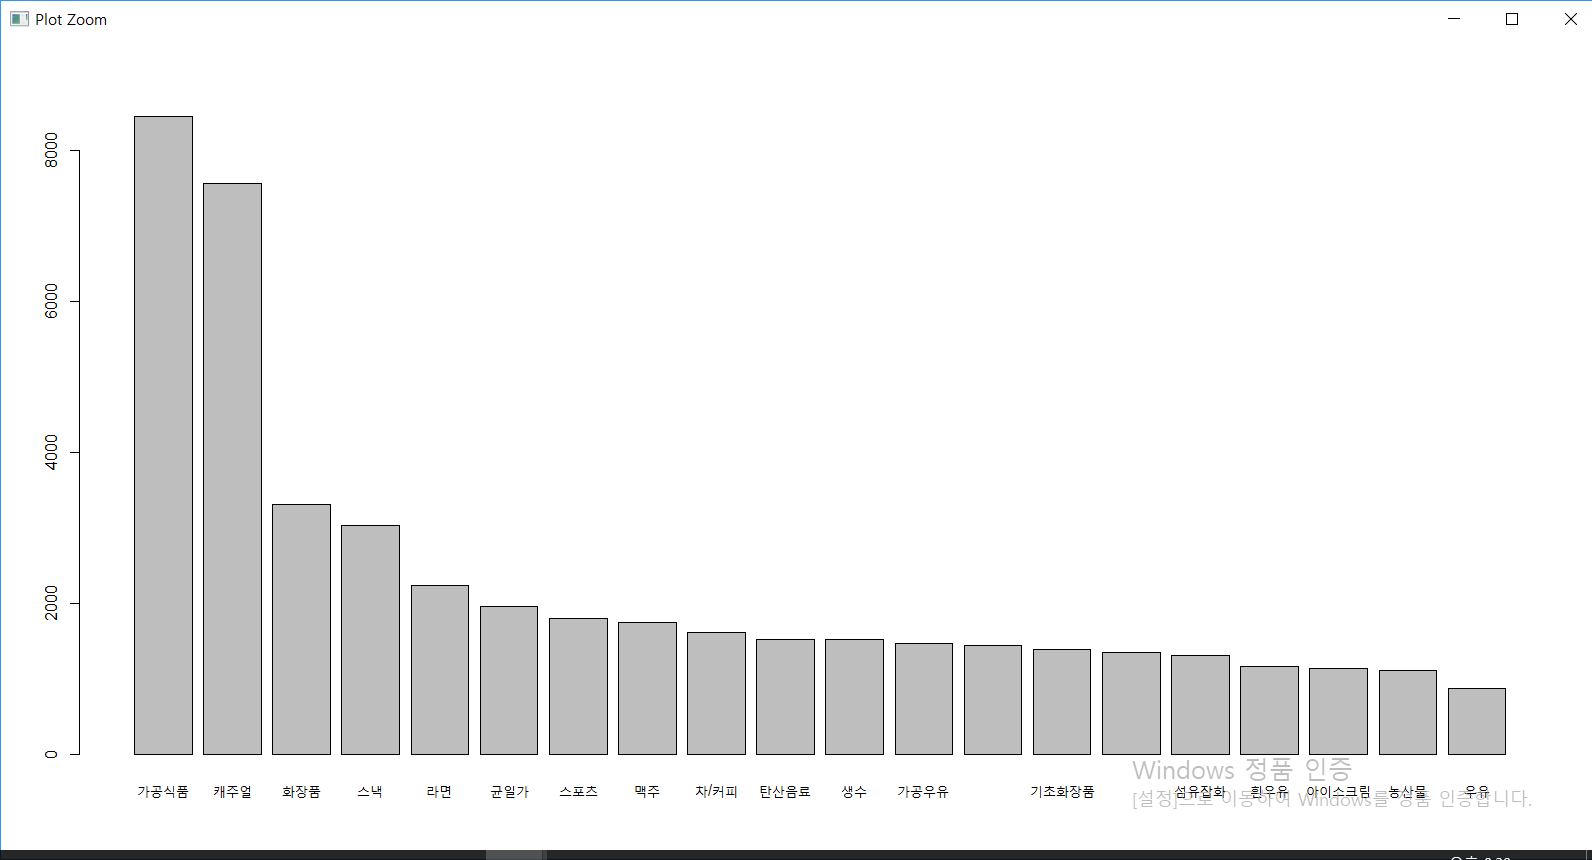 Plot Zoom
8000
6000
4000
2000
0
가공식품 캐주얼 화장품 스낵 라면 균일가 스포츠 맥주 차/커피 탄산음료 생수 가공우유 기초화장품 섬유잡화 흰우유 아이스크림 농산물 우유
Windows 정품 인증
[설정]으로 이동하여 Windows를 정품 인증합니다.